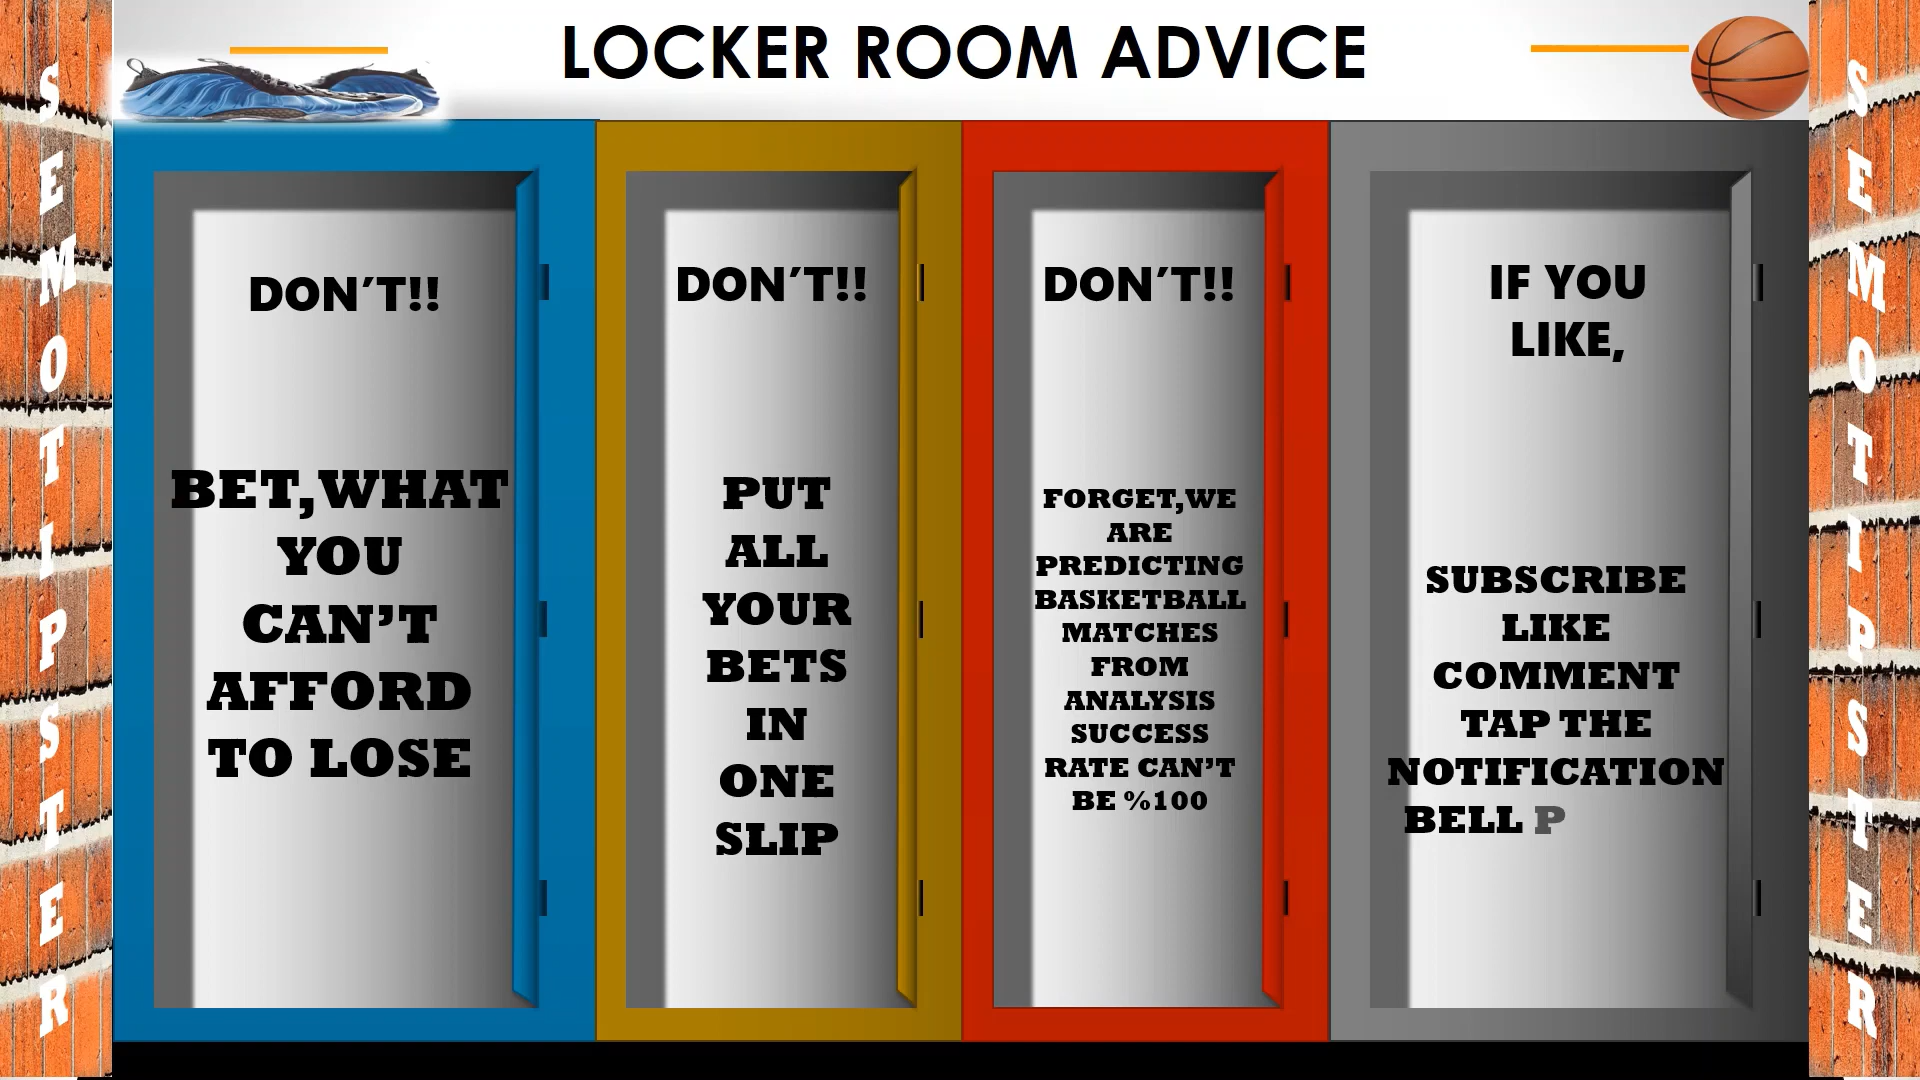 LOCKER ROOM ADVICE
SEMOTIPSTER
DON'T!!
BET,WHAT
YOU
CAN'T
AFFORD
TO LOSE
DON'T!!
PUT
ALL
YOUR
BETS
IN
ONE
SLIP
DON'T!!
FORGET,WE
ARE
PREDICTING
BASKETBALL
MATCHES
FROM
ANALYSIS
SUCCESS
RATE CAN'T
BE %100
IF YOU
LIKE,
SUBSCRIBE
LIKE
COMMENT
TAP THE
NOTIFICATION
BELL P
SEMOTIPSTER